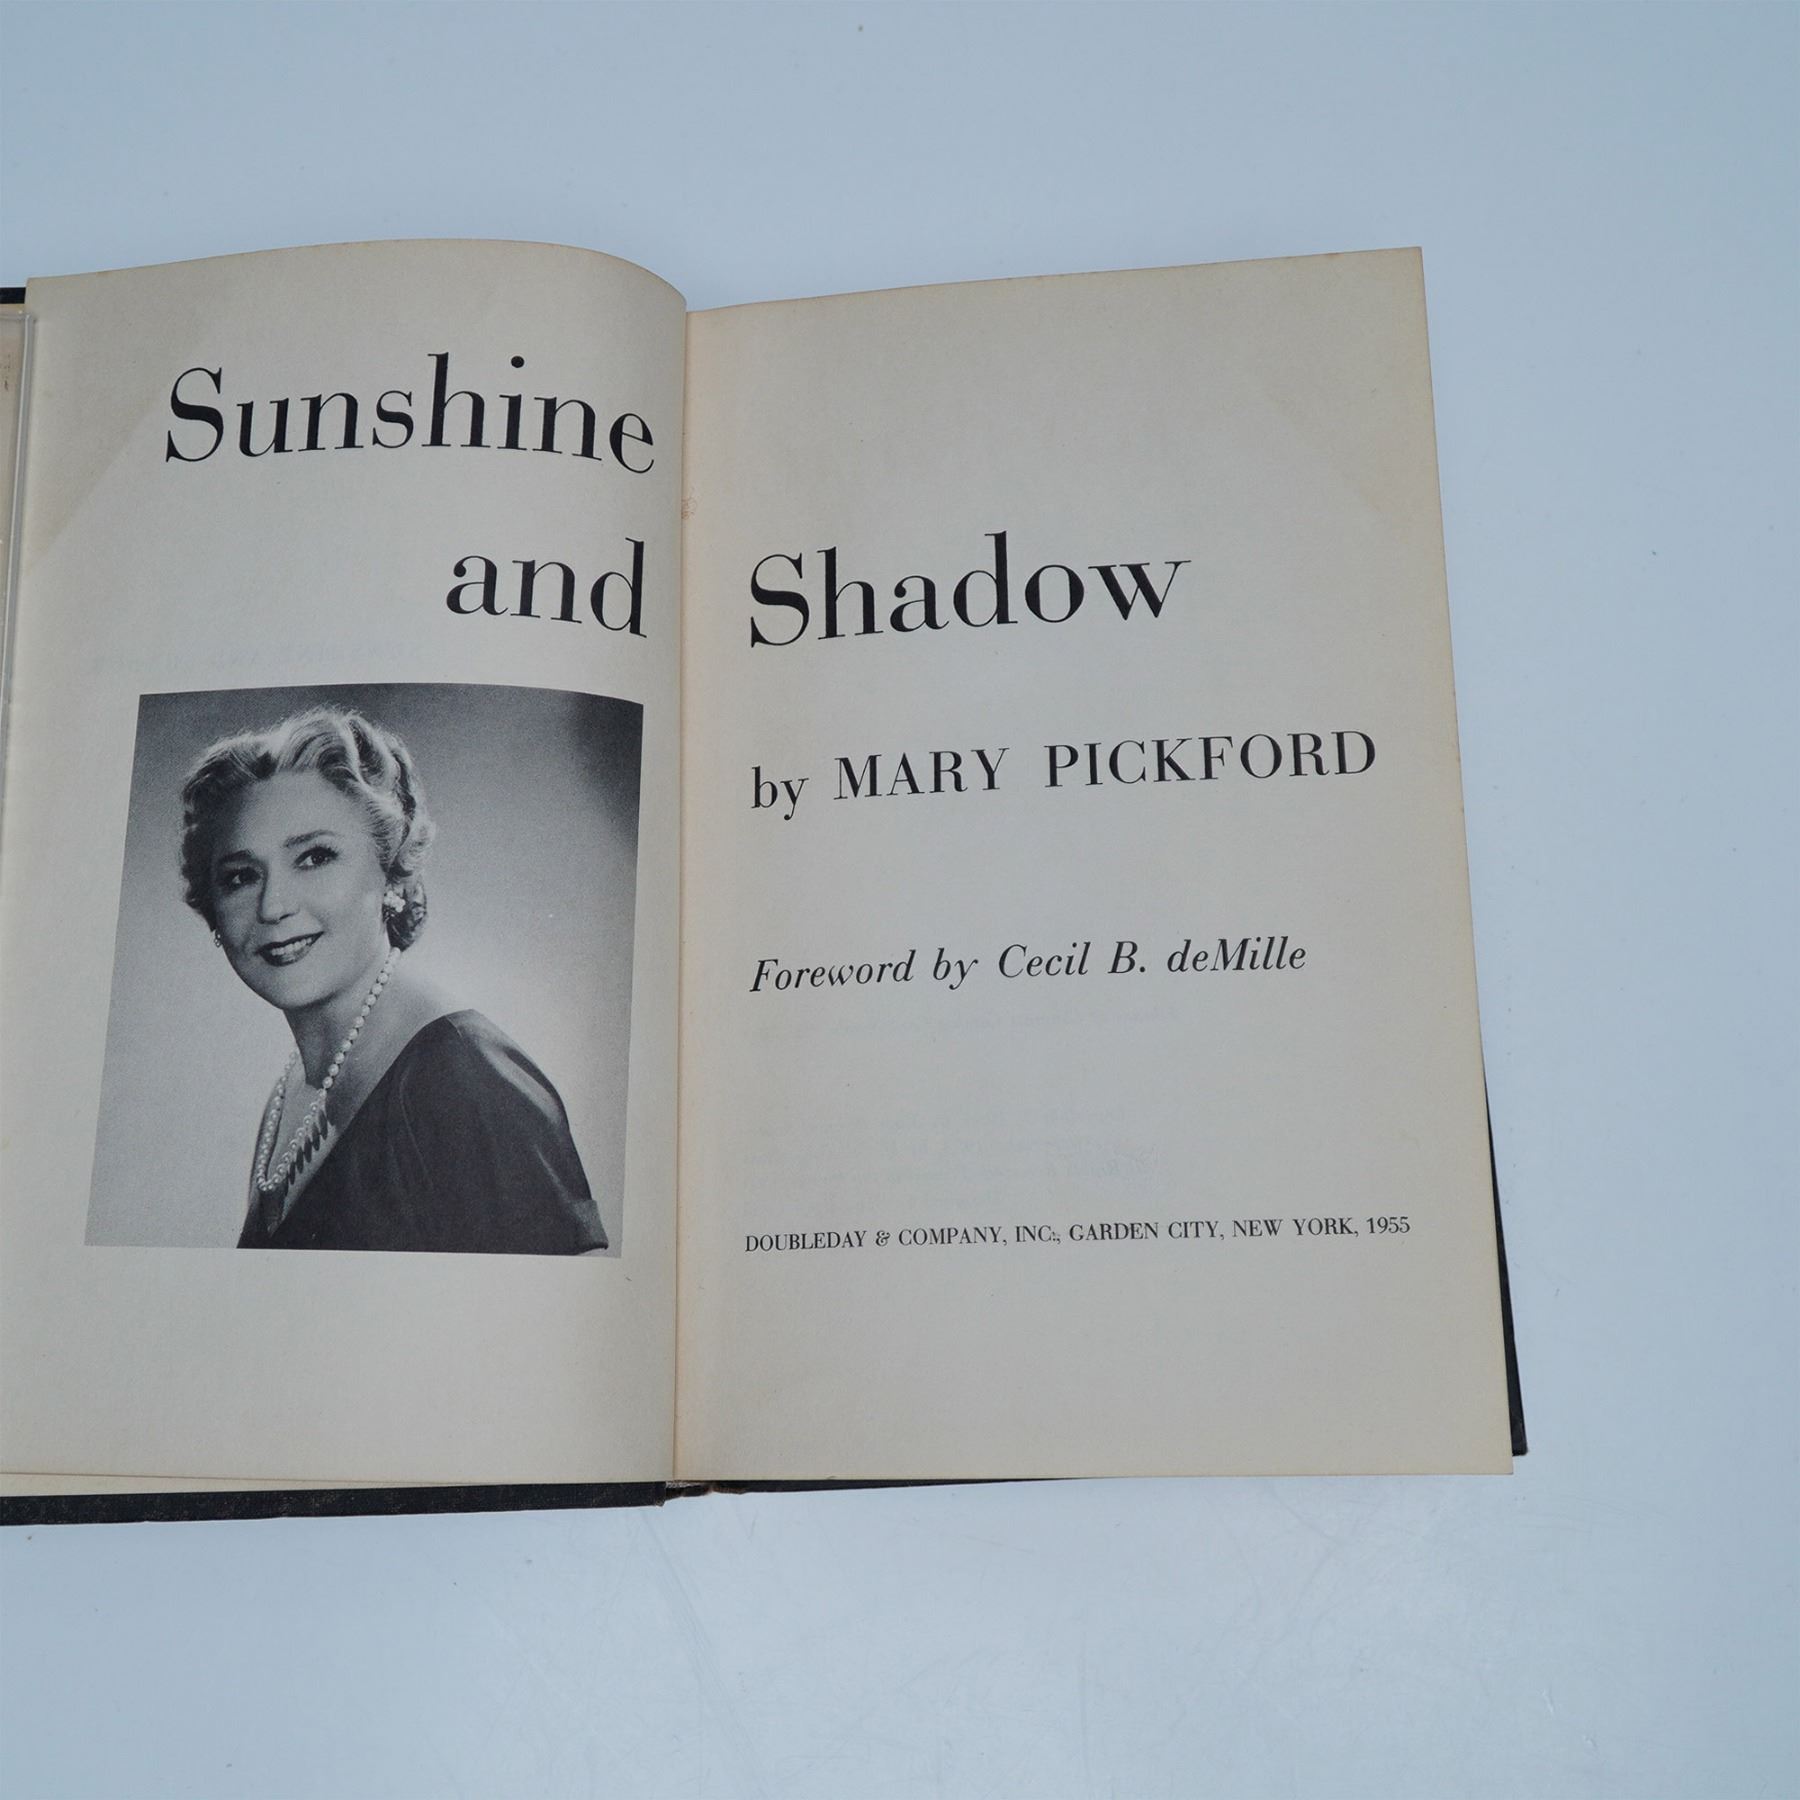 Sunshine
and
Shadow
by MARY PICKFORD
Foreword by Cecil B. deMille
DOUBLEDAY & COMPANY, INC., GARDEN CITY, NEW YORK, 1955